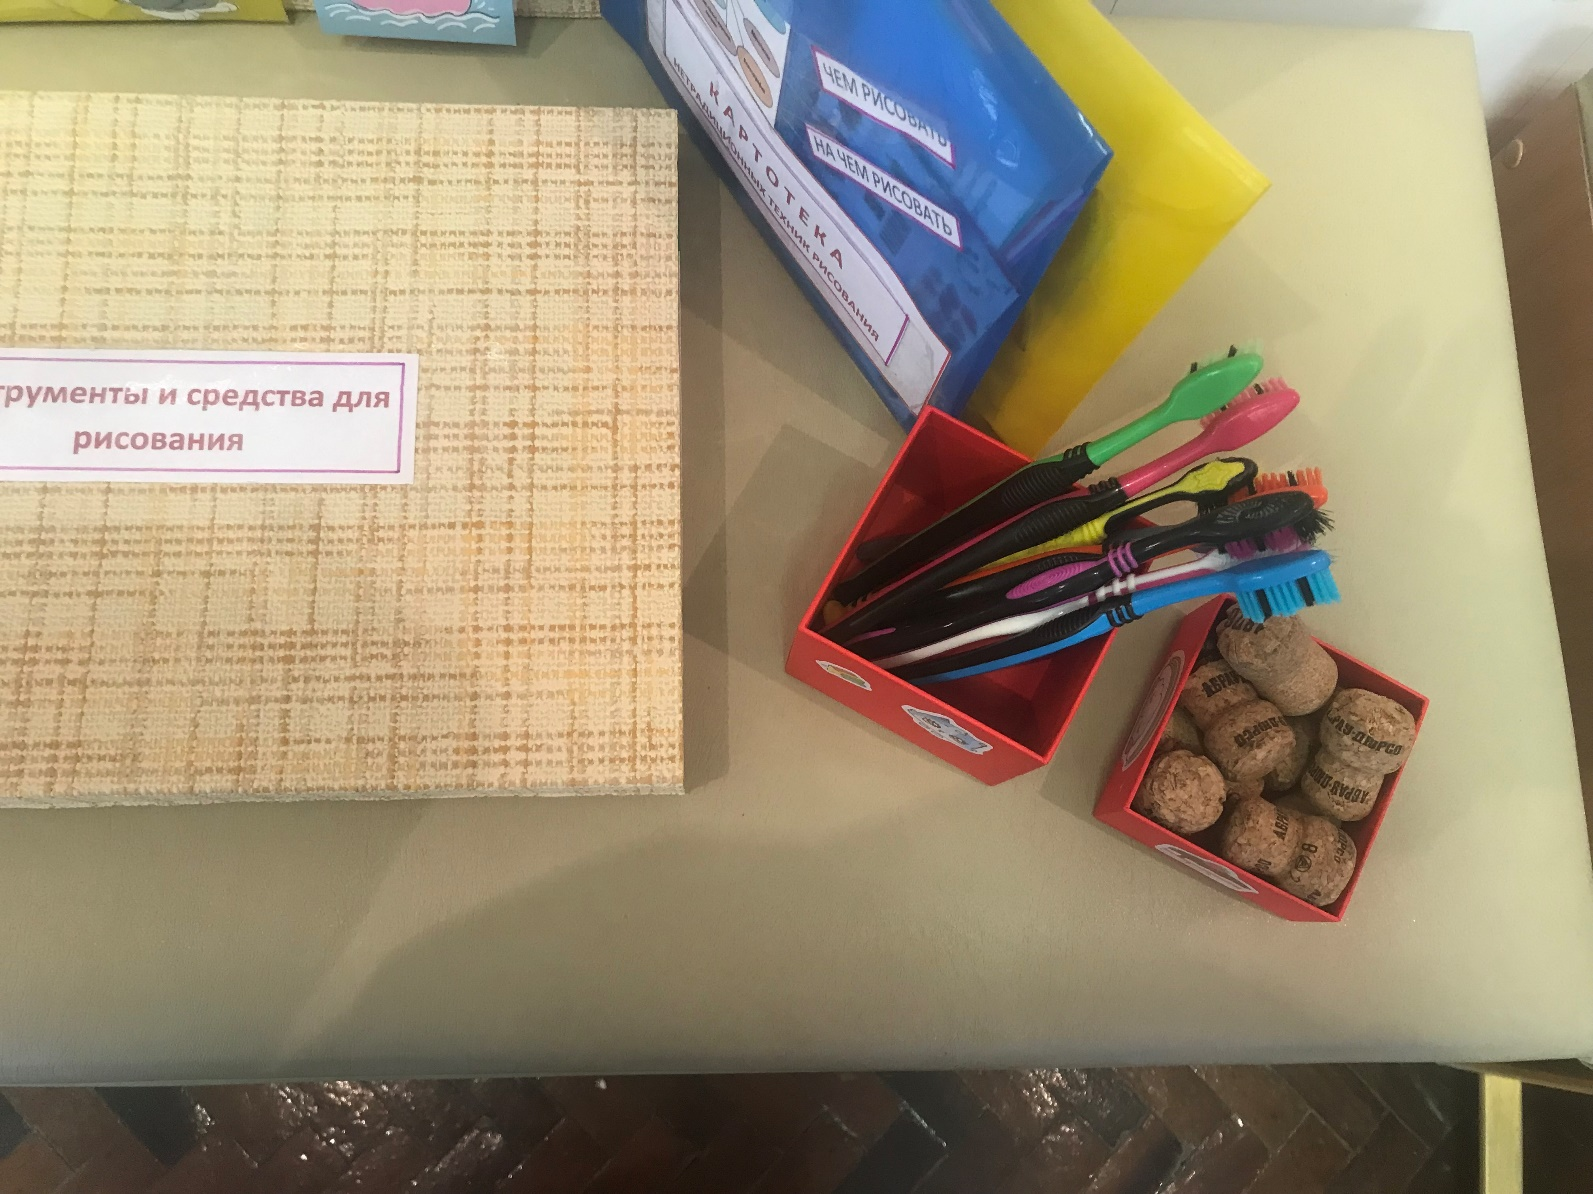 ЧЕМ РИСОВАТЬ
НА ЧЕМ РИСОВАТЬ
КАРТОТЕКА
НЕТРАДИЦИОННЫХ ТЕХНИК РИСОВАНИЯ
трументы и средства для
рисования
АБРАУ-ДЮРСО